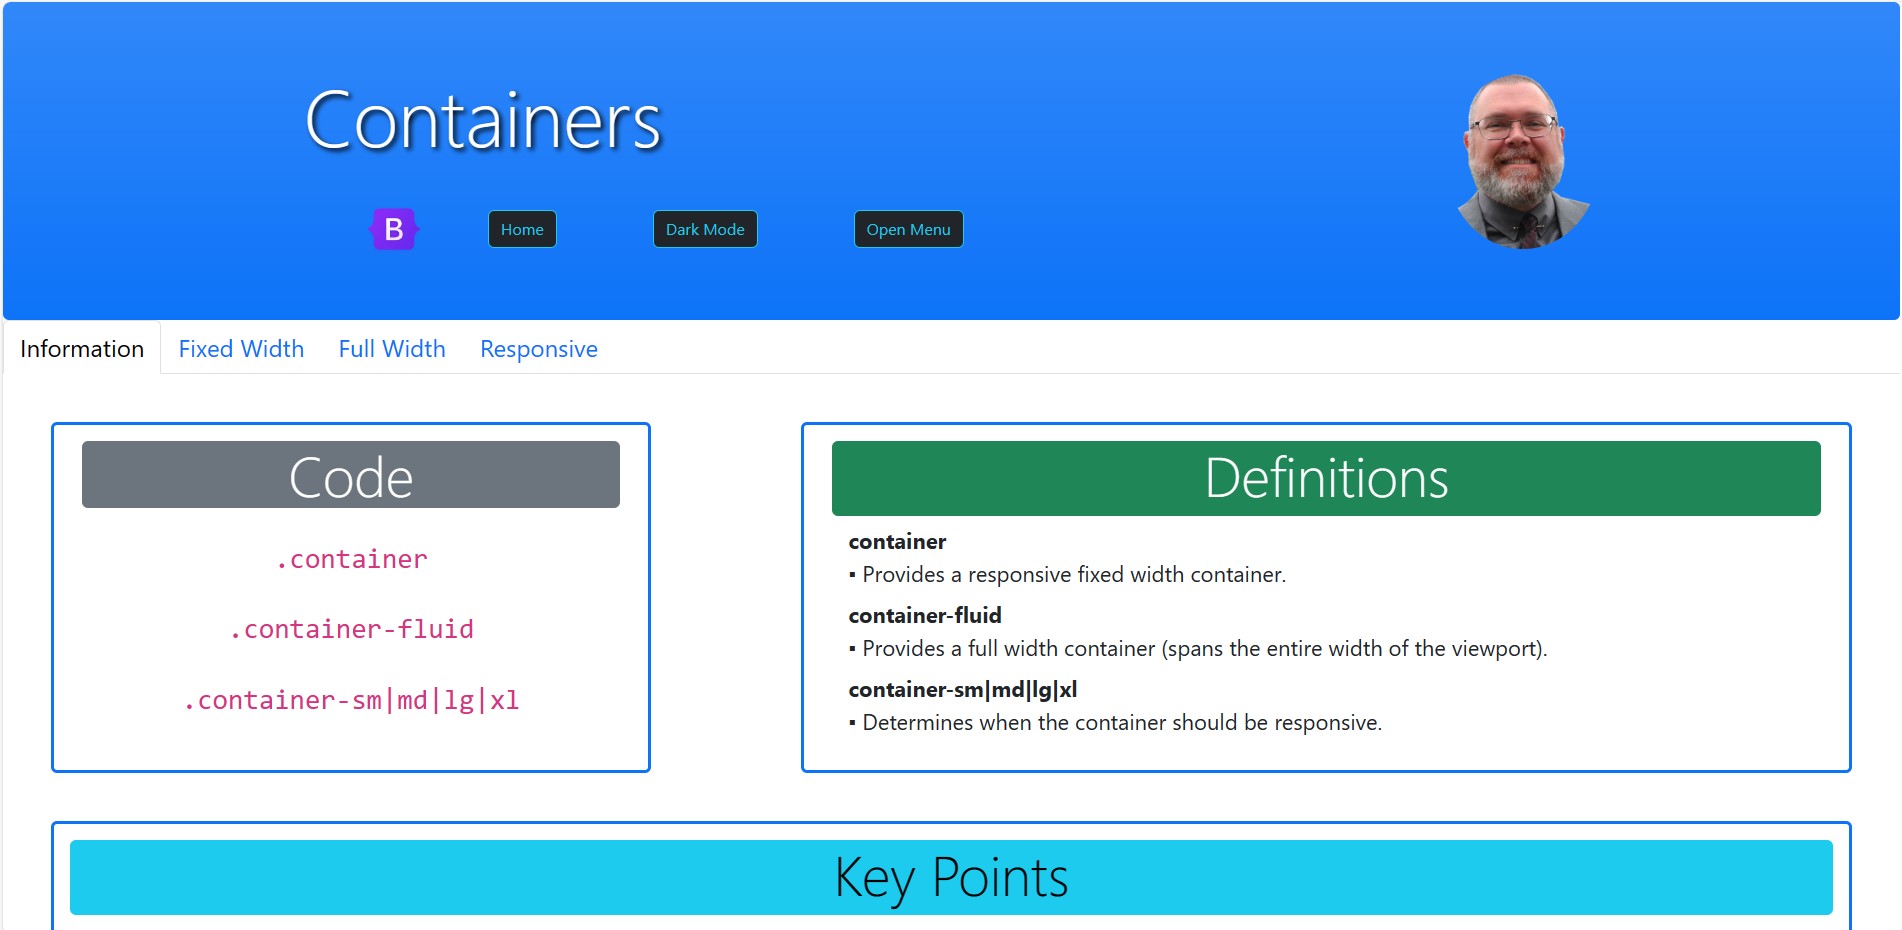 Containers
B
Home
Dark Mode
Open Menu
Information
Fixed Width
Full Width
Responsive
Code
.container
.container-fluid
.container-sm|md|lg|xl
Definitions
container
▪ Provides a responsive fixed width container.
container-fluid
▪ Provides a full width container (spans the entire width of the viewport).
container-sm|md|lg|xl
▪ Determines when the container should be responsive.
Key Points